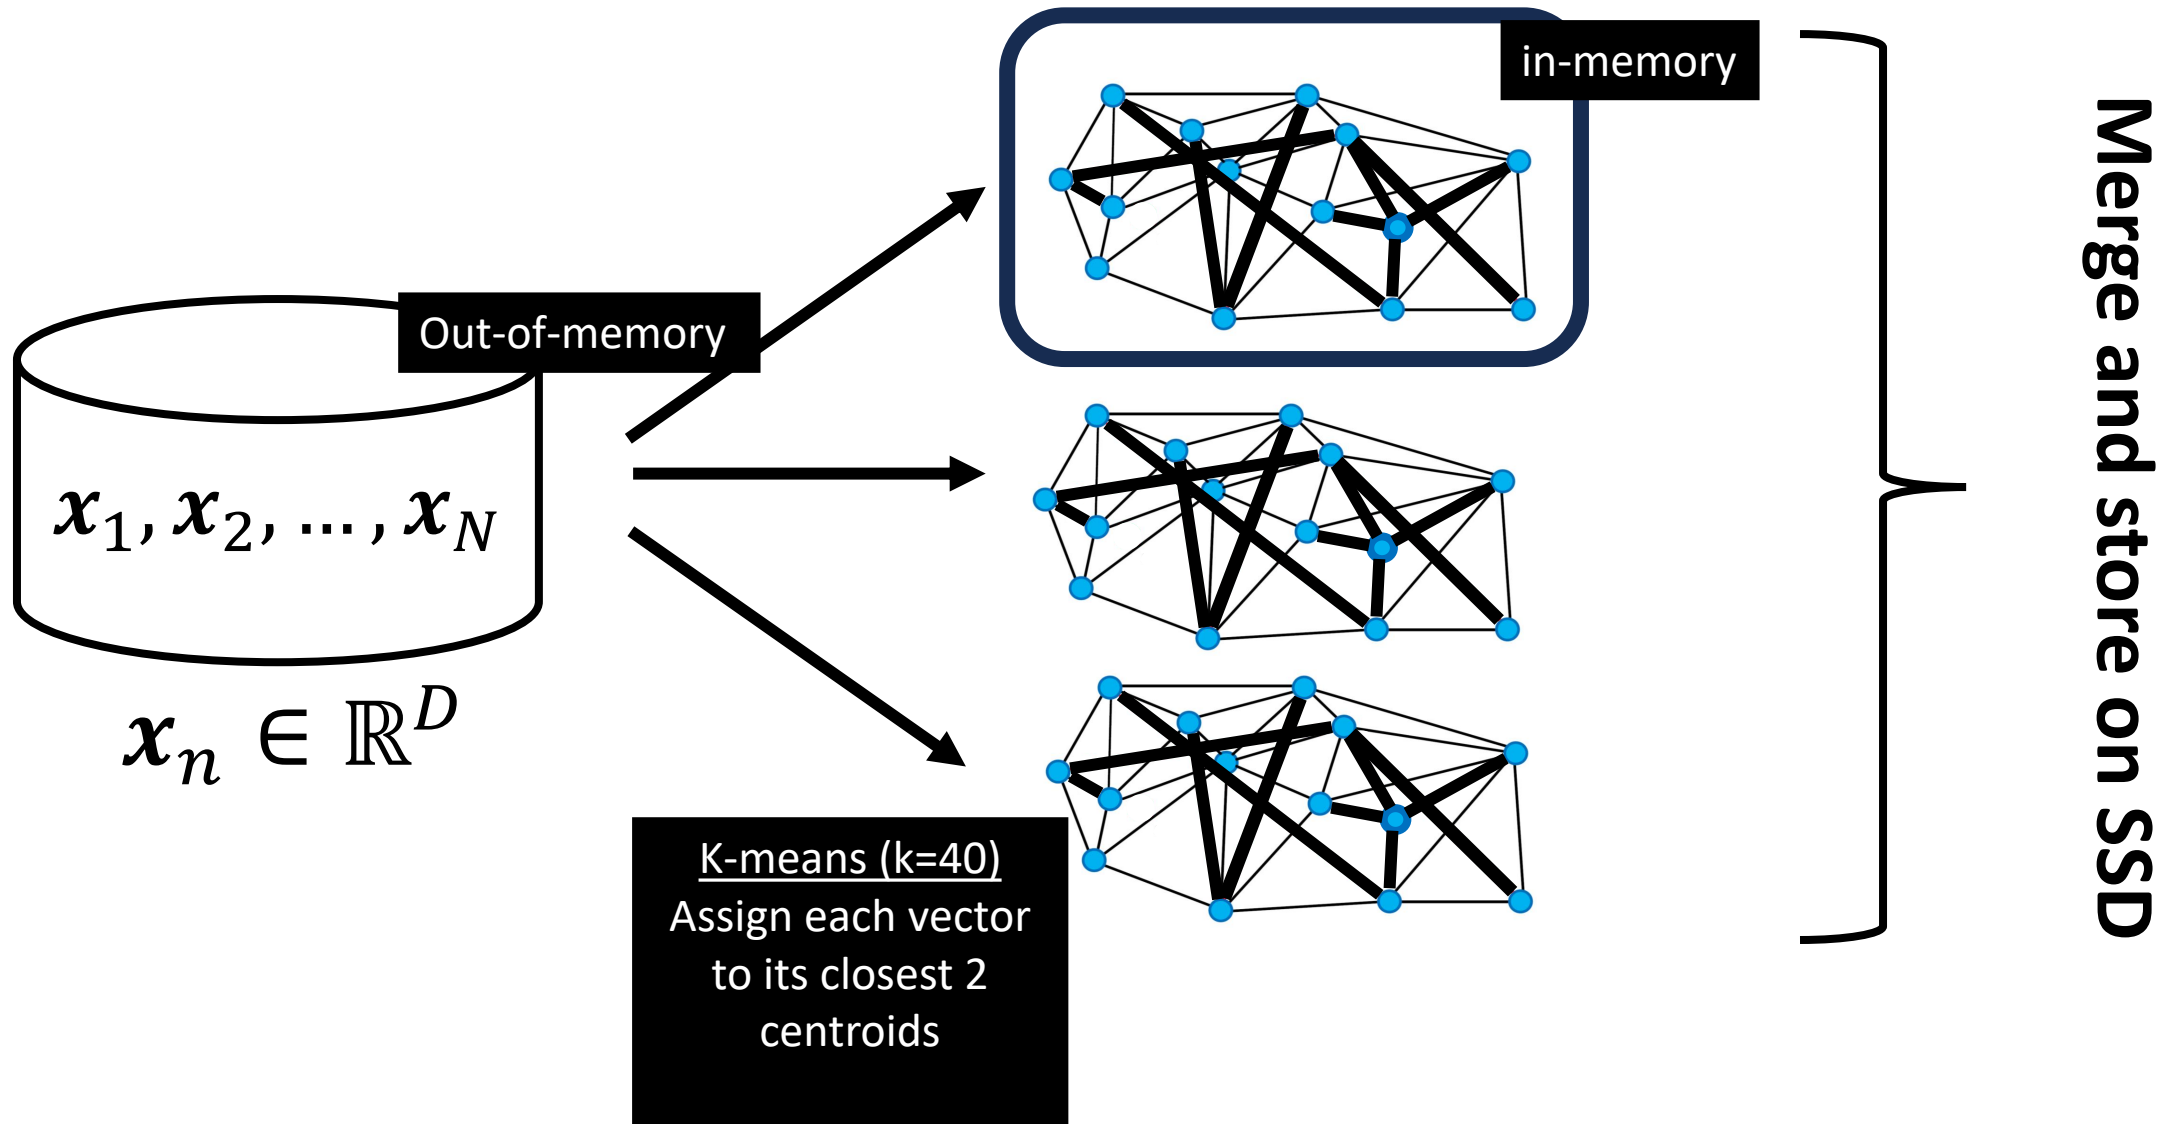 in-memory
Out-of-memory
x₁, x₂, … , x_N
xₙ ∈ ℝᴰ
K-means (k=40)
Assign each vector
to its closest 2
centroids
Merge and store on SSD